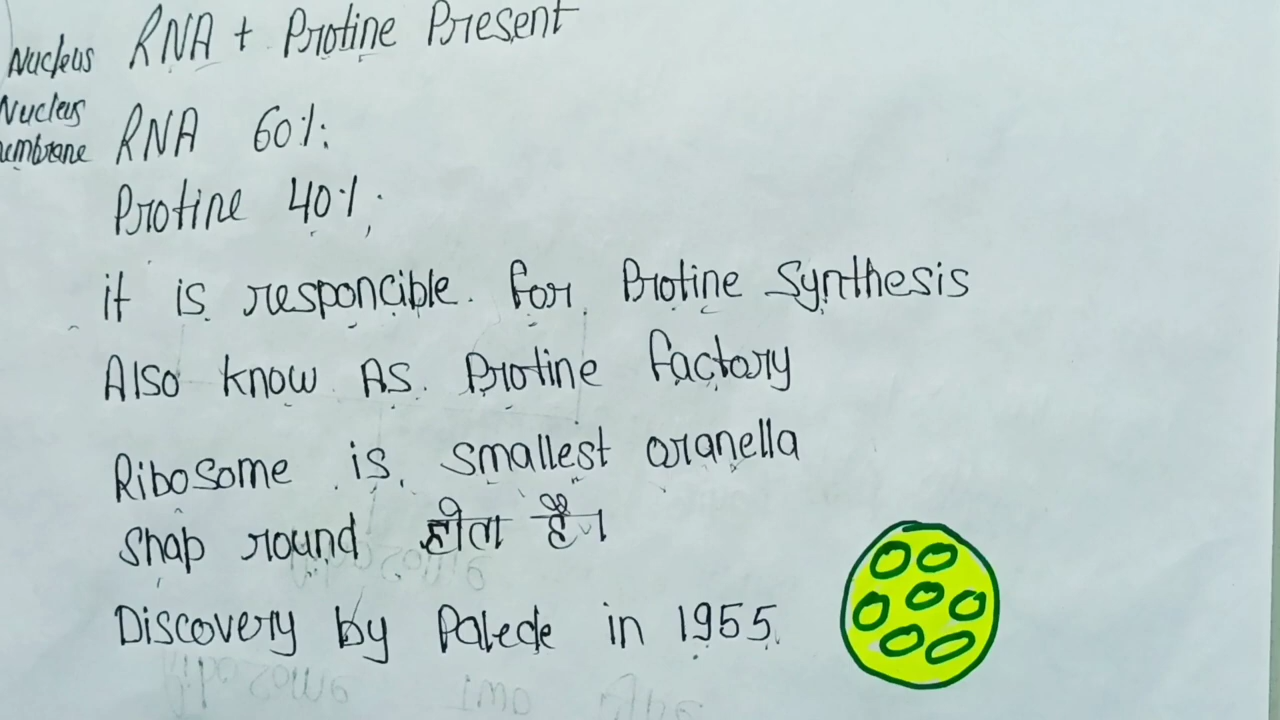 Nucleus
Nucleus
membrane
RNA + Protine Present
RNA 60%
Protine 40%
it is responcible. for Protine Synthesis
Also know As Protine factory
Ribosome is smallest oranella
Shap round होता है।
Discovery by Palede in 1955